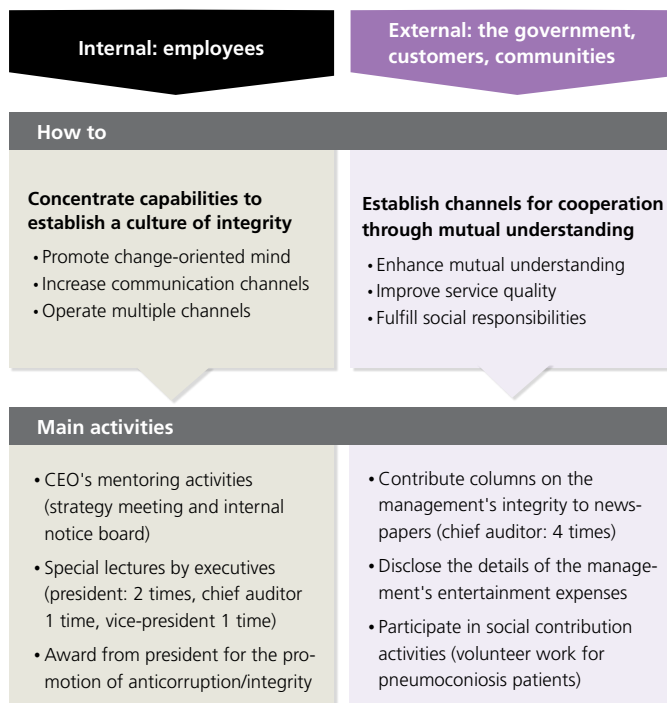 Internal: employees
External: the government,
customers, communities
How to
Concentrate capabilities to
establish a culture of integrity
• Promote change-oriented mind
• Increase communication channels
• Operate multiple channels
Establish channels for cooperation
through mutual understanding
• Enhance mutual understanding
• Improve service quality
• Fulfill social responsibilities
Main activities
• CEO's mentoring activities
(strategy meeting and internal
notice board)
• Special lectures by executives
(president: 2 times, chief auditor
1 time, vice-president 1 time)
• Award from president for the pro-
motion of anticorruption/integrity
• Contribute columns on the
management's integrity to news-
papers (chief auditor: 4 times)
• Disclose the details of the manage-
ment's entertainment expenses
• Participate in social contribution
activities (volunteer work for
pneumoconiosis patients)